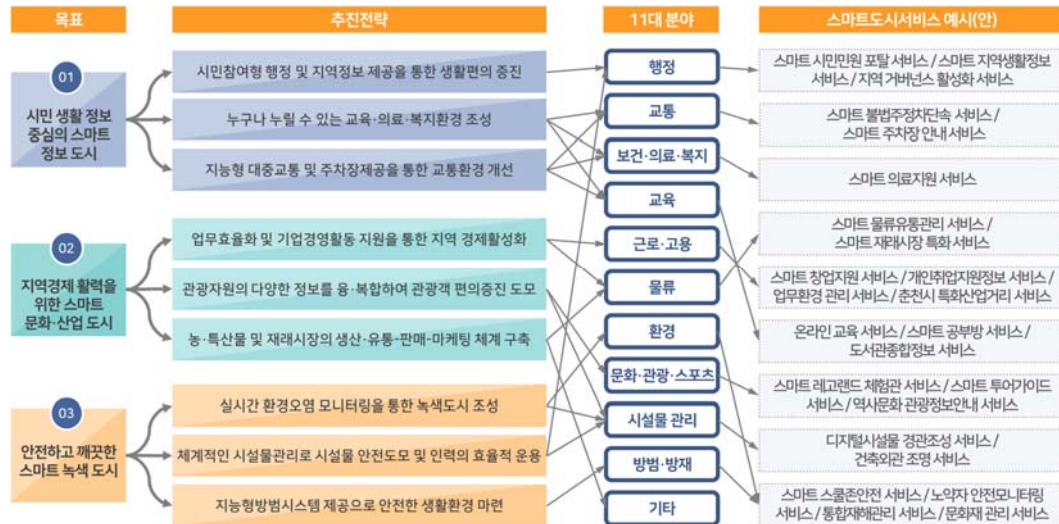 목표
추진전략
11대 분야
스마트도시서비스 예시(안)
01
시민 생활 정보
중심의 스마트
정보 도시
시민참여형 행정 및 지역정보 제공을 통한 생활편의 증진
누구나 누릴 수 있는 교육·의료·복지환경 조성
지능형 대중교통 및 주차장제공을 통한 교통환경 개선
02
지역경제 활력을
위한 스마트
문화·산업 도시
업무효율화 및 기업경영활동 지원을 통한 지역 경제활성화
관광자원의 다양한 정보를 융·복합하여 관광객 편의증진 도모
농·특산물 및 재래시장의 생산·유통-판매-마케팅 체계 구축
03
안전하고 깨끗한
스마트 녹색 도시
실시간 환경오염 모니터링을 통한 녹색도시 조성
체계적인 시설물관리로 시설물 안전도모 및 인력의 효율적 운용
지능형방범시스템 제공으로 안전한 생활환경 마련
행정
교통
보건·의료·복지
교육
근로·고용
물류
환경
문화·관광·스포츠
시설물 관리
방범·방재
기타
스마트 시민민원 포탈 서비스 / 스마트 지역생활정보
서비스 / 지역 거버넌스 활성화 서비스
스마트 불법주정차단속 서비스 /
스마트 주차장 안내 서비스
스마트 의료지원 서비스
스마트 물류유통관리 서비스 /
스마트 재래시장 특화 서비스
스마트 창업지원 서비스 / 개인취업지원정보 서비스 /
업무환경 관리 서비스 / 춘천시 특화산업거리 서비스
온라인 교육 서비스 / 스마트 공부방 서비스 /
도서관종합정보 서비스
스마트 레고랜드 체험관 서비스 / 스마트 투어가이드
서비스 / 역사문화 관광정보안내 서비스
디지털시설물 경관조성 서비스 /
건축외관 조명 서비스
스마트 스쿨존안전 서비스 / 노약자 안전모니터링
서비스 / 통합재해관리 서비스 / 문화재 관리 서비스